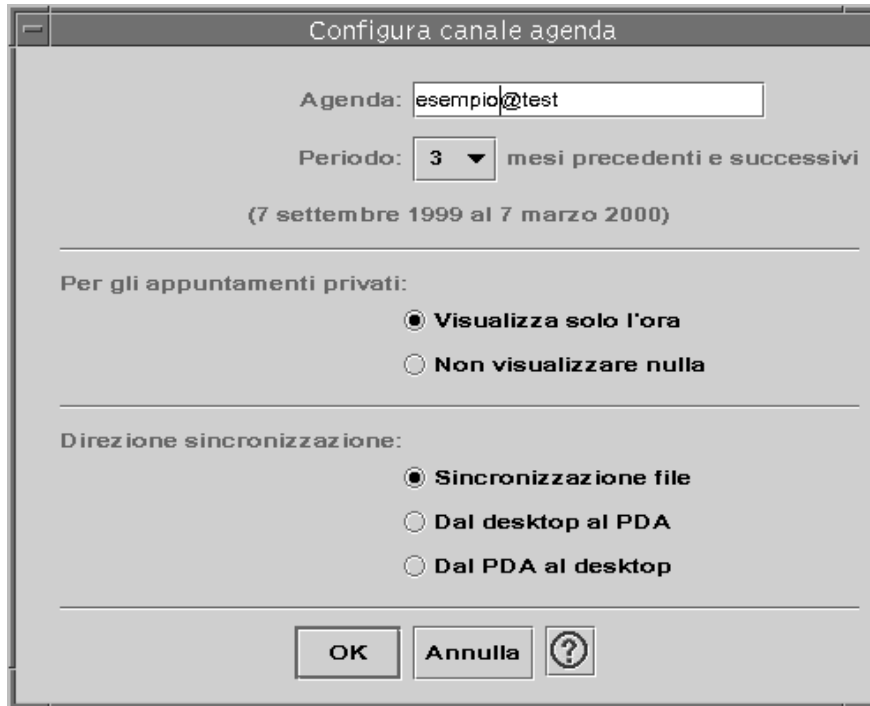 Configura canale agenda
Agenda: esempio@test
Periodo: 3 mesi precedenti e successivi
(7 settembre 1999 al 7 marzo 2000)
Per gli appuntamenti privati:
Visualizza solo l'ora
Non visualizzare nulla
Direzione sincronizzazione:
Sincronizzazione file
Dal desktop al PDA
Dal PDA al desktop
OK Annulla ?